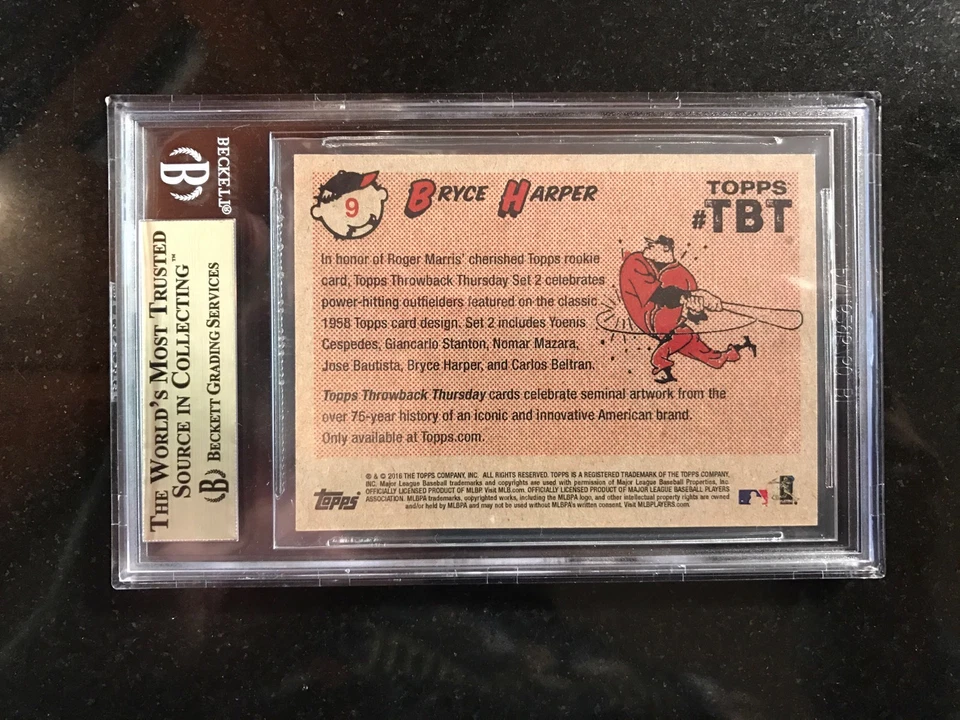 B
BECKETT®
THE WORLD'S MOST TRUSTED
SOURCE IN COLLECTING™
B BECKETT GRADING SERVICES
9
BRYCE HARPER
TOPPS
#TBT
In honor of Roger Marris' cherished Topps rookie
card, Topps Throwback Thursday Set 2 celebrates
power-hitting outfielders featured on the classic
1958 Topps card design. Set 2 includes Yoenis
Cespedes, Giancarlo Stanton, Nomar Mazara,
Jose Bautista, Bryce Harper, and Carlos Beltran.
Topps Throwback Thursday cards celebrate seminal artwork from the
over 75-year history of an iconic and innovative American brand.
Only available at Topps.com.
Topps
® & © 2016 THE TOPPS COMPANY, INC. ALL RIGHTS RESERVED. TOPPS IS A REGISTERED TRADEMARK OF THE TOPPS COMPANY,
INC. Major League Baseball trademarks and copyrights are used with permission of Major League Baseball Properties, Inc.
OFFICIALLY LICENSED PRODUCT OF MLBP Visit MLB.com. OFFICIALLY LICENSED PRODUCT OF MAJOR LEAGUE BASEBALL PLAYERS
ASSOCIATION. MLBPA trademarks, copyrighted works, including the MLBPA logo, and other intellectual property rights are owned
and/or held by MLBPA and may not be used without MLBPA's written consent. Visit MLBPLAYERS.com.